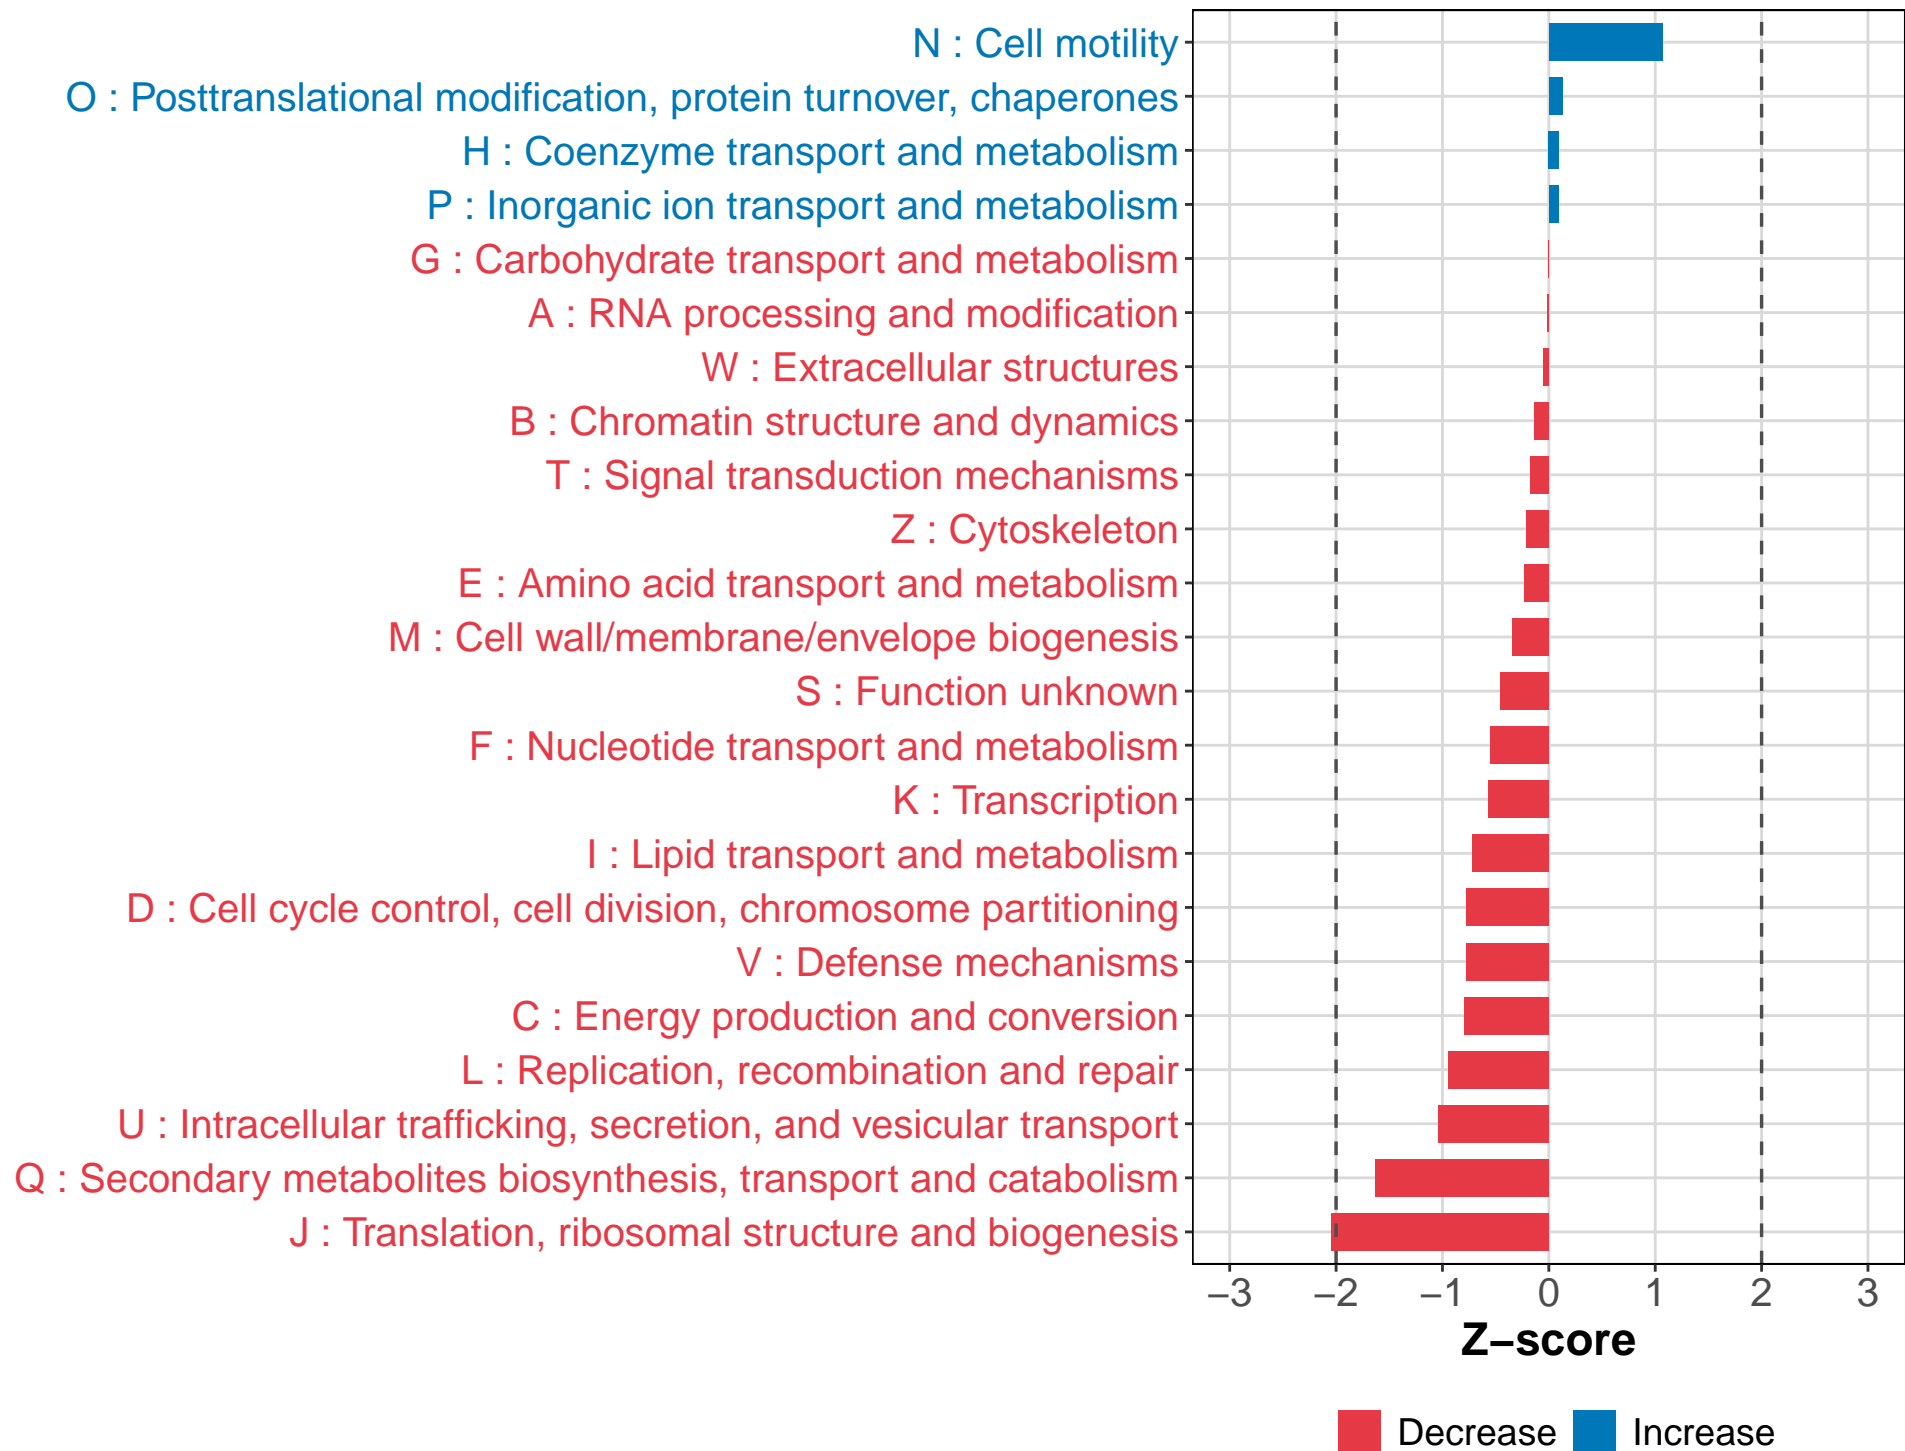 N : Cell motility
O : Posttranslational modification, protein turnover, chaperones
H : Coenzyme transport and metabolism
P : Inorganic ion transport and metabolism
G : Carbohydrate transport and metabolism
A : RNA processing and modification
W : Extracellular structures
B : Chromatin structure and dynamics
T : Signal transduction mechanisms
Z : Cytoskeleton
E : Amino acid transport and metabolism
M : Cell wall/membrane/envelope biogenesis
S : Function unknown
F : Nucleotide transport and metabolism
K : Transcription
I : Lipid transport and metabolism
D : Cell cycle control, cell division, chromosome partitioning
V : Defense mechanisms
C : Energy production and conversion
L : Replication, recombination and repair
U : Intracellular trafficking, secretion, and vesicular transport
Q : Secondary metabolites biosynthesis, transport and catabolism
J : Translation, ribosomal structure and biogenesis
−3 −2 −1 0 1 2 3
Z−score
Decrease Increase